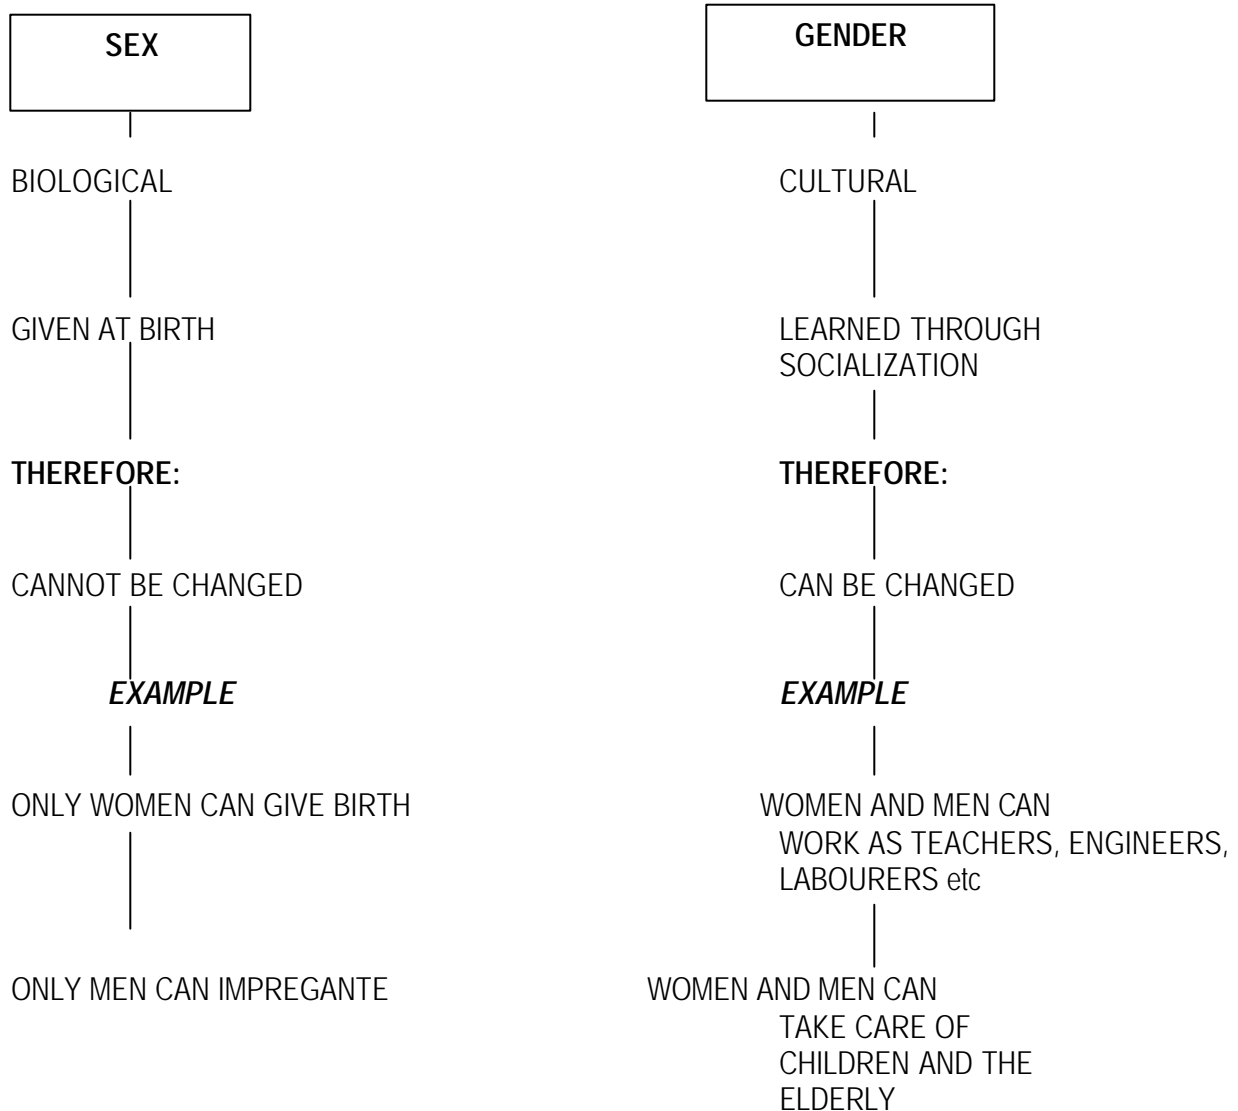 SEX
BIOLOGICAL
GIVEN AT BIRTH
THEREFORE:
CANNOT BE CHANGED
EXAMPLE
ONLY WOMEN CAN GIVE BIRTH
ONLY MEN CAN IMPREGANTE
GENDER
CULTURAL
LEARNED THROUGH
SOCIALIZATION
THEREFORE:
CAN BE CHANGED
EXAMPLE
WOMEN AND MEN CAN
WORK AS TEACHERS, ENGINEERS,
LABOURERS etc
WOMEN AND MEN CAN
TAKE CARE OF
CHILDREN AND THE
ELDERLY